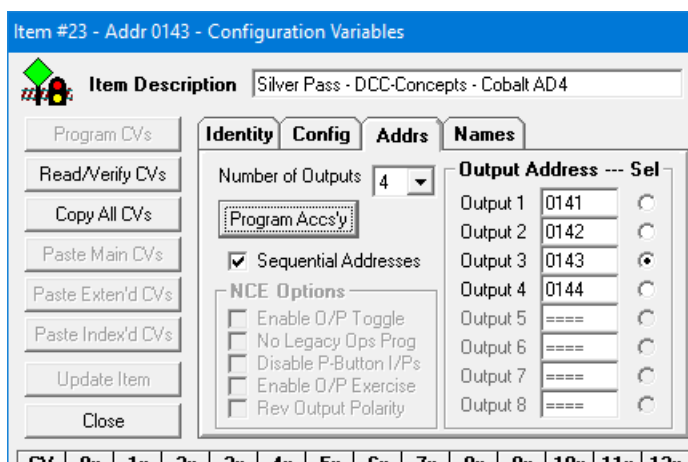 Item #23 - Addr 0143 - Configuration Variables
Item Description Silver Pass - DCC-Concepts - Cobalt AD4
Program CVs
Read/Verify CVs
Copy All CVs
Paste Main CVs
Paste Exten'd CVs
Paste Index'd CVs
Update Item
Close
Identity Config Addrs Names
Number of Outputs 4
Program Accs'y
Sequential Addresses
NCE Options
Enable O/P Toggle
No Legacy Ops Prog
Disable P-Button I/Ps
Enable O/P Exercise
Rev Output Polarity
Output Address --- Sel
Output 1 0141
Output 2 0142
Output 3 0143
Output 4 0144
Output 5 ====
Output 6 ====
Output 7 ====
Output 8 ====